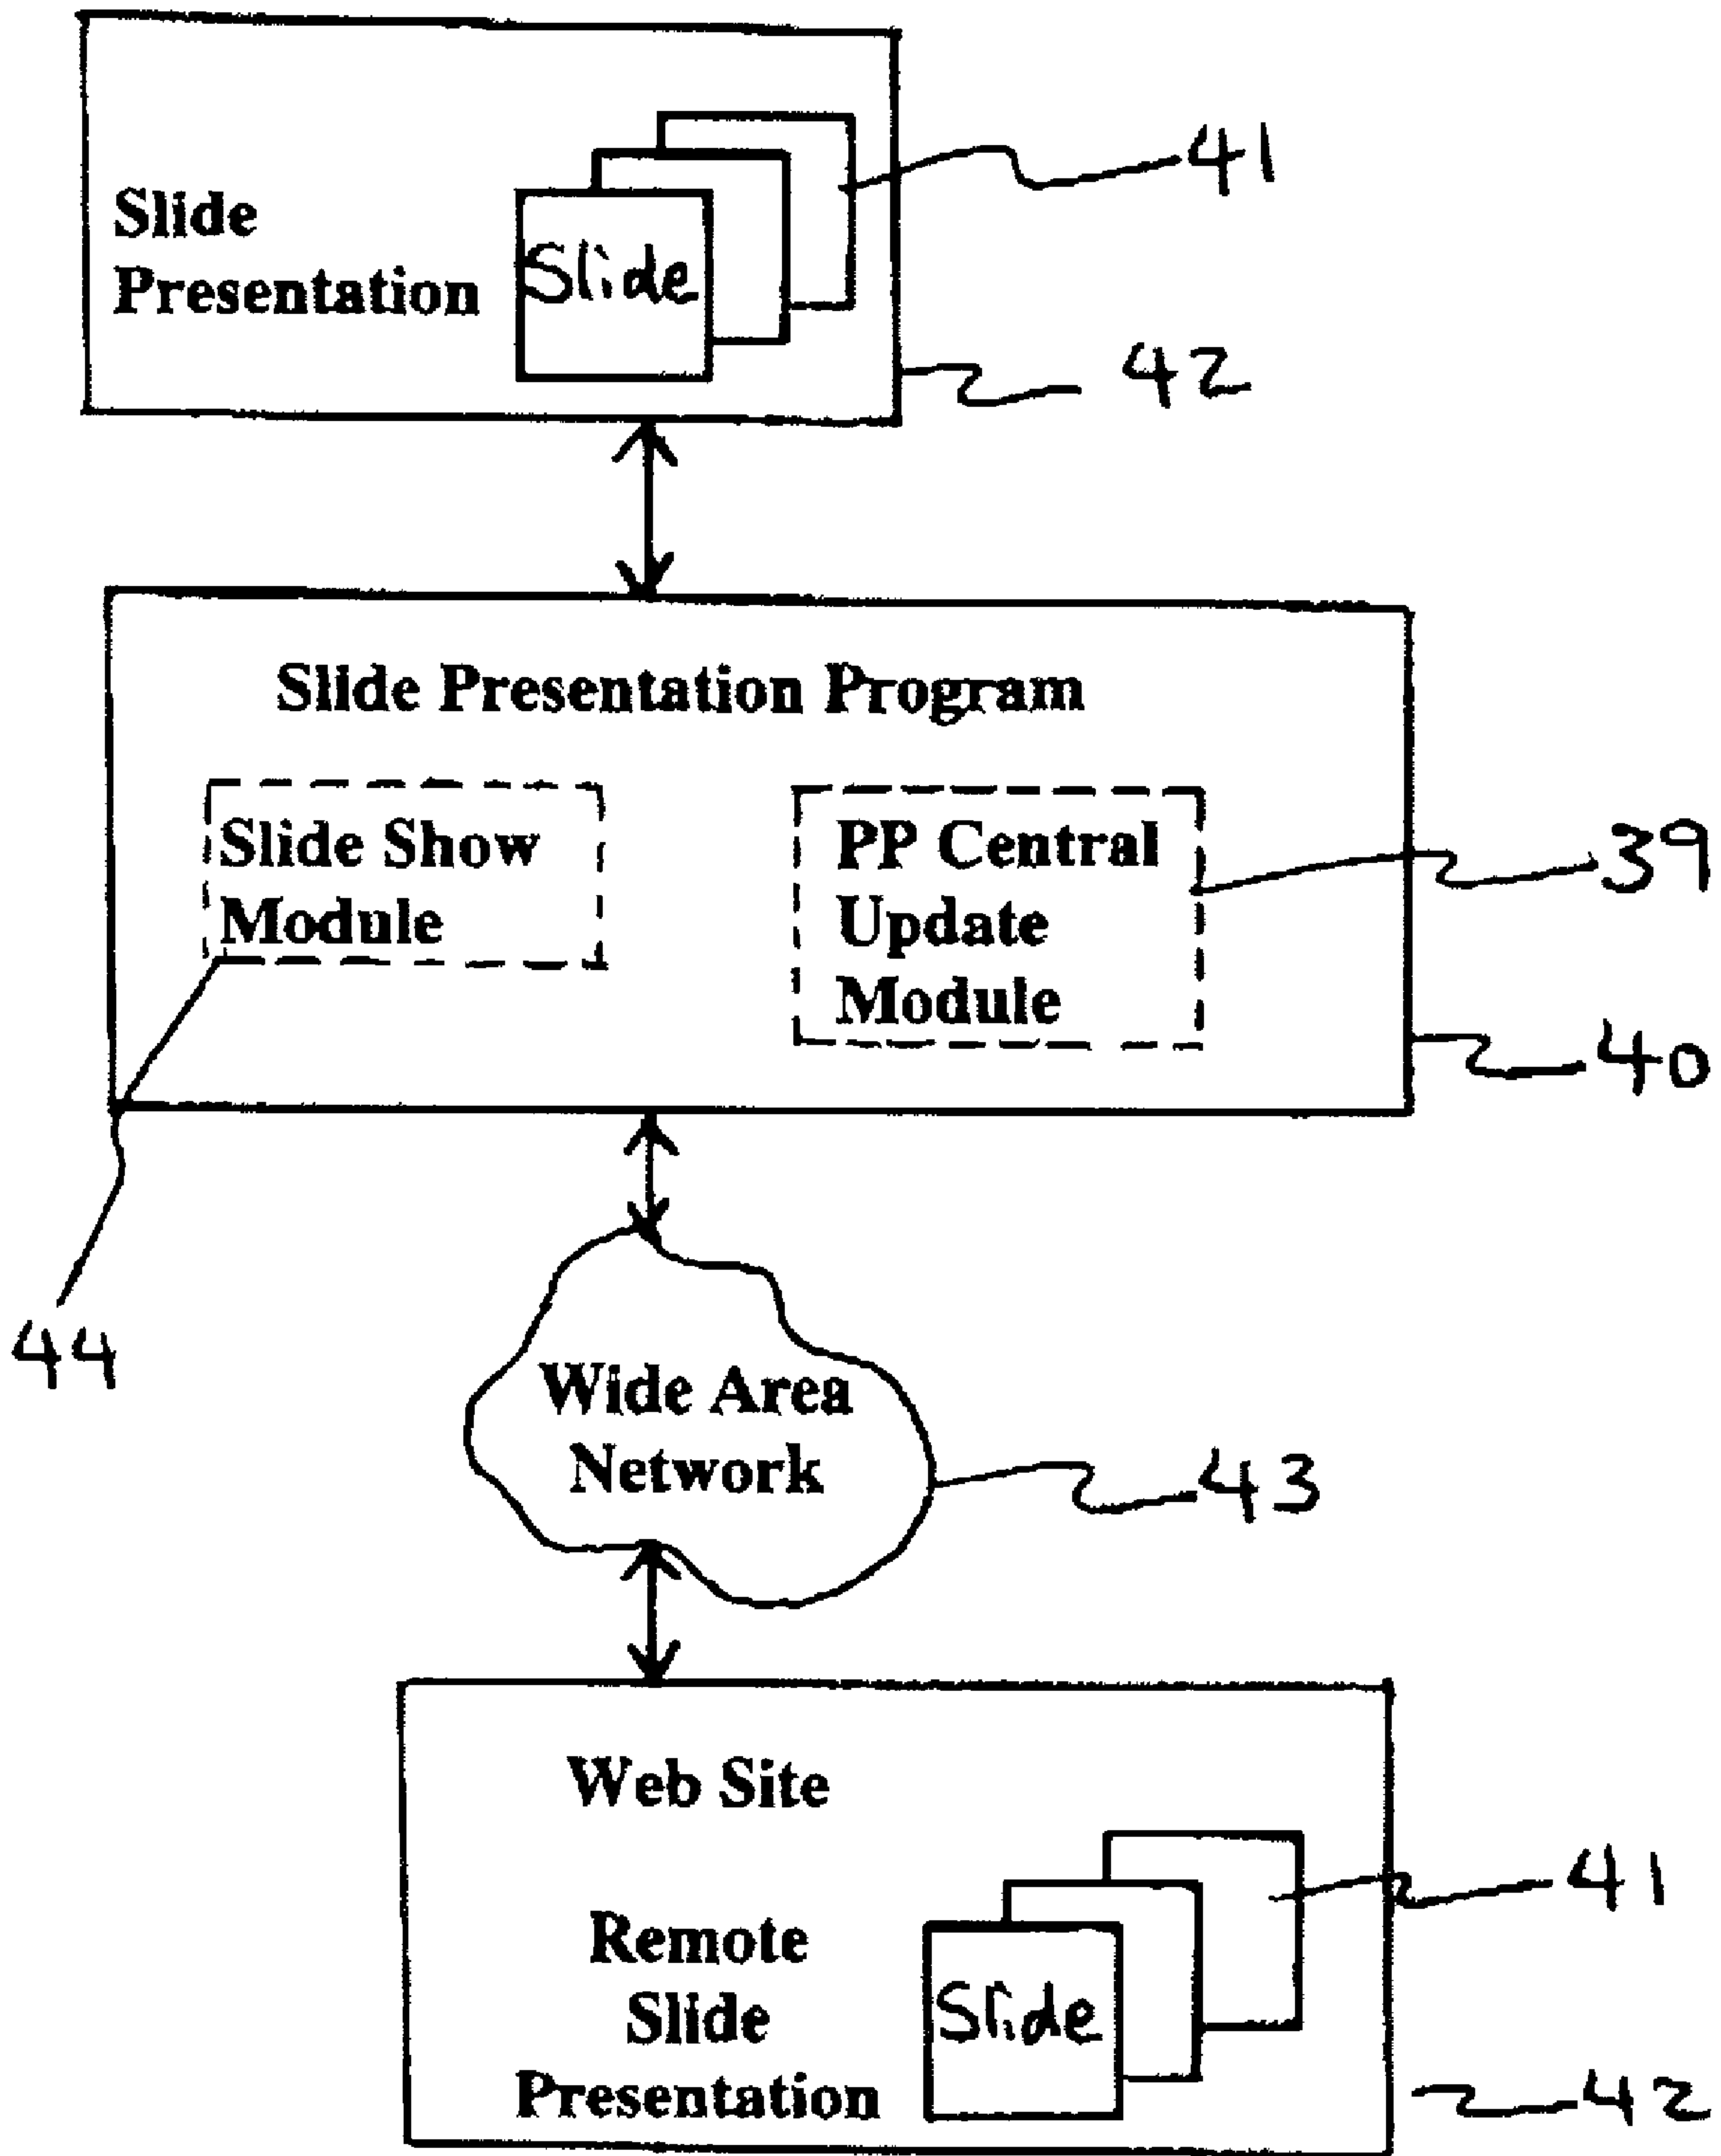 Slide
Presentation
Slide
41
42
Slide Presentation Program
Slide Show
Module
PP Central
Update
Module
39
40
44
Wide Area
Network
43
Web Site
Remote
Slide
Presentation
Slide
41
42